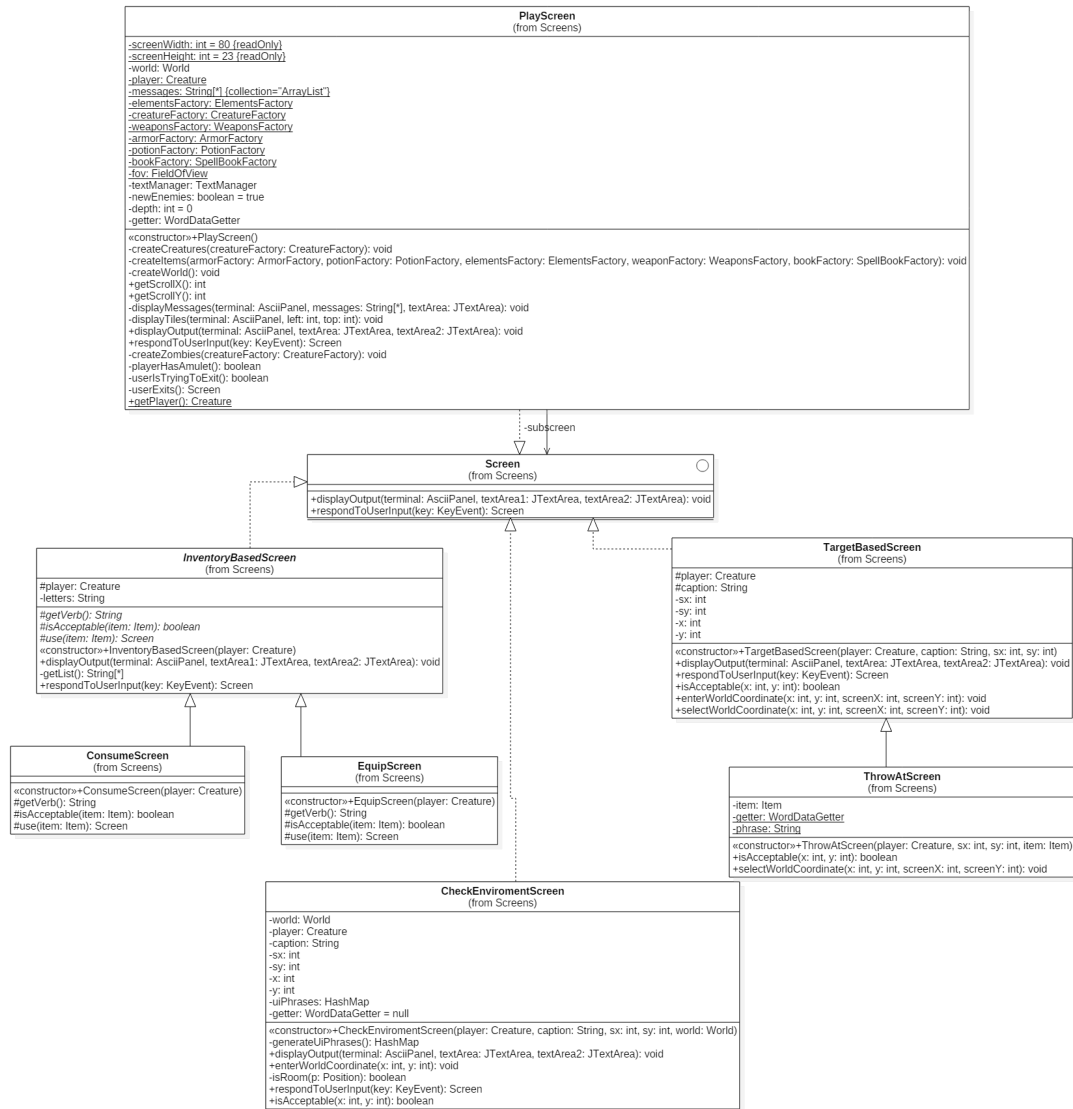 PlayScreen
(from Screens)
-screenWidth: int = 80 {readOnly}
-screenHeight: int = 23 {readOnly}
-world: World
-player: Creature
-messages: String[*] {collection="ArrayList"}
-elementsFactory: ElementsFactory
-creatureFactory: CreatureFactory
-weaponsFactory: WeaponsFactory
-armorFactory: ArmorFactory
-potionFactory: PotionFactory
-bookFactory: SpellBookFactory
-fov: FieldOfView
-textManager: TextManager
-newEnemies: boolean = true
-depth: int = 0
-getter: WordDataGetter
«constructor»+PlayScreen()
-createCreatures(creatureFactory: CreatureFactory): void
-createItems(armorFactory: ArmorFactory, potionFactory: PotionFactory, elementsFactory: ElementsFactory, weaponFactory: WeaponsFactory, bookFactory: SpellBookFactory): void
-createWorld(): void
+getScrollX(): int
+getScrollY(): int
-displayMessages(terminal: AsciiPanel, messages: String[*], textArea: JTextArea): void
-displayTiles(terminal: AsciiPanel, left: int, top: int): void
+displayOutput(terminal: AsciiPanel, textArea: JTextArea, textArea2: JTextArea): void
+respondToUserInput(key: KeyEvent): Screen
-createZombies(creatureFactory: CreatureFactory): void
-playerHasAmulet(): boolean
-userIsTryingToExit(): boolean
-userExits(): Screen
+getPlayer(): Creature
-subscreen
Screen
(from Screens)
+displayOutput(terminal: AsciiPanel, textArea1: JTextArea, textArea2: JTextArea): void
+respondToUserInput(key: KeyEvent): Screen
InventoryBasedScreen
(from Screens)
#player: Creature
-letters: String
#getVerb(): String
#isAcceptable(item: Item): boolean
#use(item: Item): Screen
«constructor»+InventoryBasedScreen(player: Creature)
+displayOutput(terminal: AsciiPanel, textArea1: JTextArea, textArea2: JTextArea): void
-getList(): String[*]
+respondToUserInput(key: KeyEvent): Screen
TargetBasedScreen
(from Screens)
#player: Creature
#caption: String
-sx: int
-sy: int
-x: int
-y: int
«constructor»+TargetBasedScreen(player: Creature, caption: String, sx: int, sy: int)
+displayOutput(terminal: AsciiPanel, textArea: JTextArea, textArea2: JTextArea): void
+respondToUserInput(key: KeyEvent): Screen
+isAcceptable(x: int, y: int): boolean
+enterWorldCoordinate(x: int, y: int, screenX: int, screenY: int): void
+selectWorldCoordinate(x: int, y: int, screenX: int, screenY: int): void
ConsumeScreen
(from Screens)
«constructor»+ConsumeScreen(player: Creature)
#getVerb(): String
#isAcceptable(item: Item): boolean
#use(item: Item): Screen
EquipScreen
(from Screens)
«constructor»+EquipScreen(player: Creature)
#getVerb(): String
#isAcceptable(item: Item): boolean
#use(item: Item): Screen
ThrowAtScreen
(from Screens)
-item: Item
-getter: WordDataGetter
-phrase: String
«constructor»+ThrowAtScreen(player: Creature, sx: int, sy: int, item: Item)
+isAcceptable(x: int, y: int): boolean
+selectWorldCoordinate(x: int, y: int, screenX: int, screenY: int): void
CheckEnviromentScreen
(from Screens)
-world: World
-player: Creature
-caption: String
-sx: int
-sy: int
-x: int
-y: int
-uiPhrases: HashMap
-getter: WordDataGetter = null
«constructor»+CheckEnviromentScreen(player: Creature, caption: String, sx: int, sy: int, world: World)
-generateUiPhrases(): HashMap
+displayOutput(terminal: AsciiPanel, textArea: JTextArea, textArea2: JTextArea): void
+enterWorldCoordinate(x: int, y: int): void
-isRoom(p: Position): boolean
+respondToUserInput(key: KeyEvent): Screen
+isAcceptable(x: int, y: int): boolean